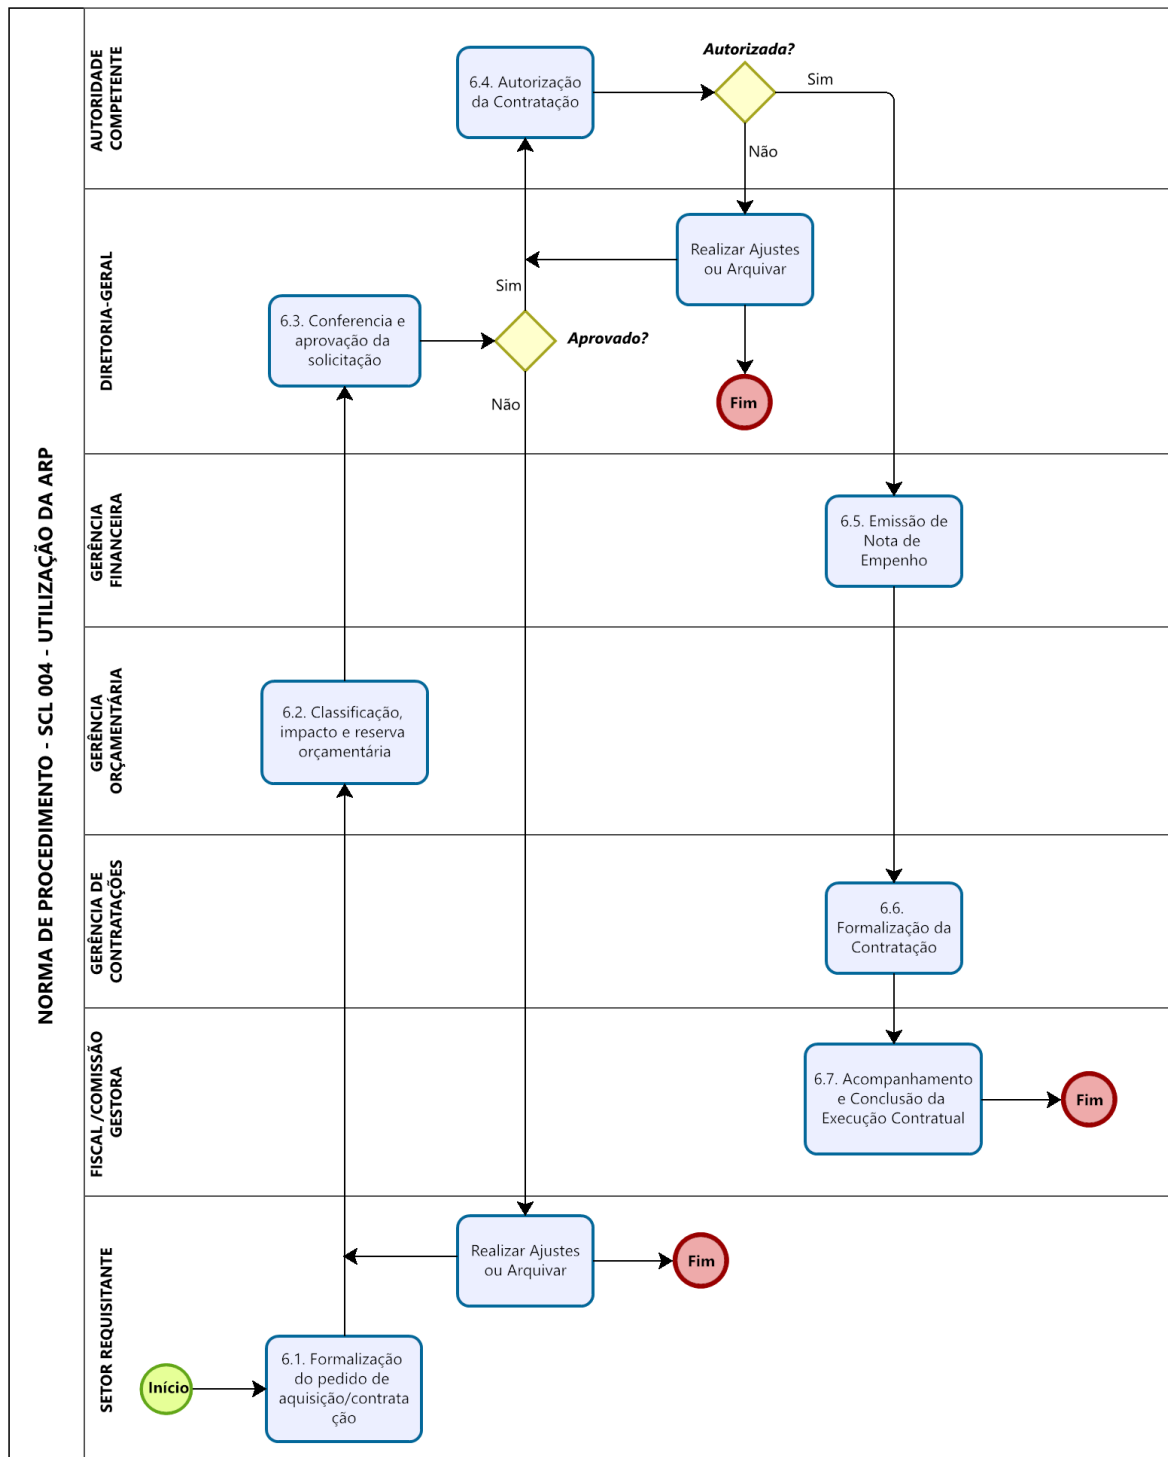 NORMA DE PROCEDIMENTO - SCL 004 - UTILIZAÇÃO DA ARP
AUTORIDADE
COMPETENTE
6.4. Autorização
da Contratação
Autorizada?
Sim
Não
DIRETORIA-GERAL
Realizar Ajustes
ou Arquivar
Sim
6.3. Conferencia e
aprovação da
solicitação
Aprovado?
Não
Fim
GERÊNCIA
FINANCEIRA
6.5. Emissão de
Nota de
Empenho
GERÊNCIA
ORÇAMENTÁRIA
6.2. Classificação,
impacto e reserva
orçamentária
GERÊNCIA DE
CONTRATAÇÕES
6.6.
Formalização da
Contratação
FISCAL /COMISSÃO
GESTORA
6.7. Acompanhamento
e Conclusão da
Execução Contratual
Fim
SETOR REQUISITANTE
Realizar Ajustes
ou Arquivar
Fim
Início
6.1. Formalização
do pedido de
aquisição/contrata
ção